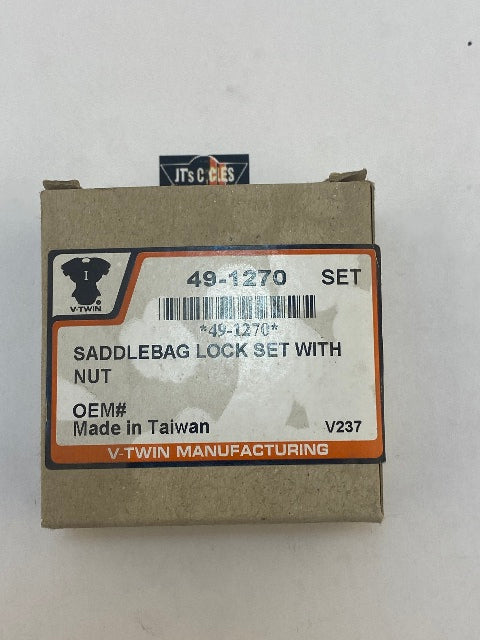 JT's CYCLES
I
V-TWIN
49-1270 SET
*49-1270*
SADDLEBAG LOCK SET WITH
NUT
OEM#
Made in Taiwan V237
V-TWIN MANUFACTURING